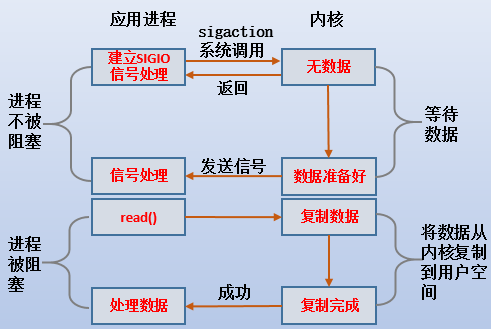 应用进程
sigaction
系统调用
内核
建立SIGIO
信号处理
无数据
返回
进程
不被
阻塞
等待
数据
信号处理
发送信号
数据准备好
read()
复制数据
进程
被阻
塞
将数据从
内核复制
到用户空
间
处理数据
成功
复制完成